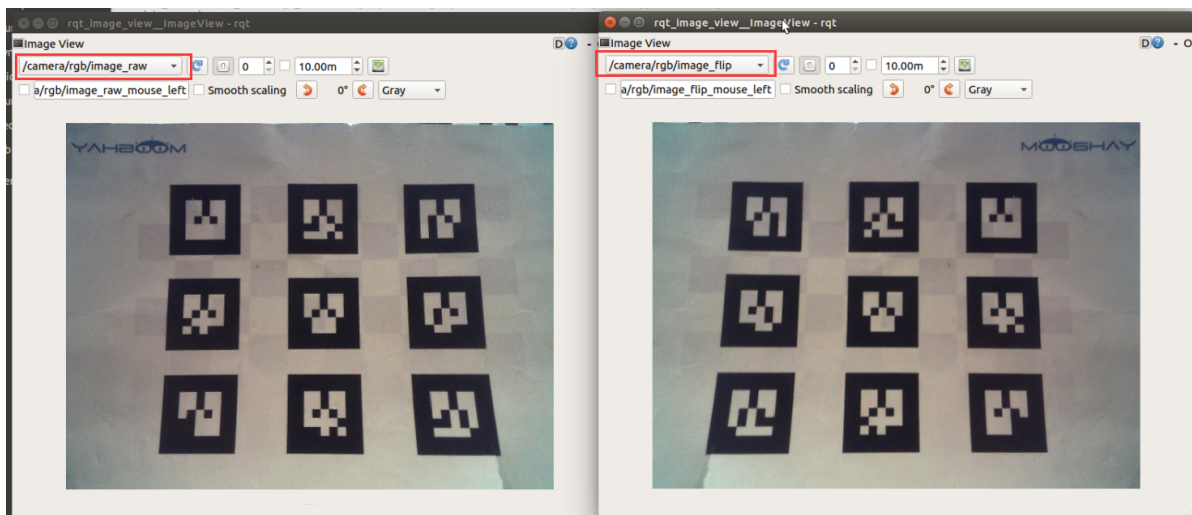 rqt_image_view__ImageView - rqt
Image View
D
-
/camera/rgb/image_raw
0
10.00m
a/rgb/image_raw_mouse_left
Smooth scaling
0°
Gray
YAHBOOM
rqt_image_view__ImageView - rqt
Image View
D
- O
/camera/rgb/image_flip
0
10.00m
a/rgb/image_flip_mouse_left
Smooth scaling
0°
Gray
MOOBHAY